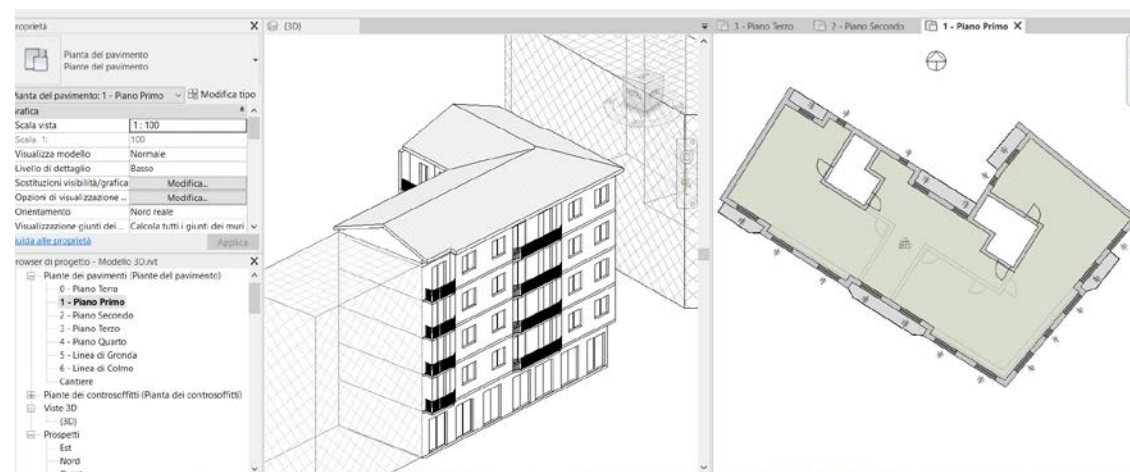 roprietà X
Pianta del pavimento
Piante del pavimento
ianta del pavimento: 1 - Piano Primo Modifica tipo
rafica
Scala vista 1 : 100
Scala 1: 100
Visualizza modello Normale
Livello di dettaglio Basso
Sostituzioni visibilità/grafica Modifica...
Opzioni di visualizzazione ... Modifica...
Orientamento Nord reale
Visualizzazione giunti dei ... Calcola tutti i giunti dei muri
uida alle proprietà Applica
rowser di progetto - Modello 3D.rvt X
Piante dei pavimenti (Piante del pavimento)
0 - Piano Terra
1 - Piano Primo
2 - Piano Secondo
3 - Piano Terzo
4 - Piano Quarto
5 - Linea di Gronda
6 - Linea di Colmo
Cantiere
Piante dei controsoffitti (Pianta dei controsoffitti)
Viste 3D
{3D}
Prospetti
Est
Nord
{3D}
3 - Piano Terzo
2 - Piano Secondo
1 - Piano Primo X